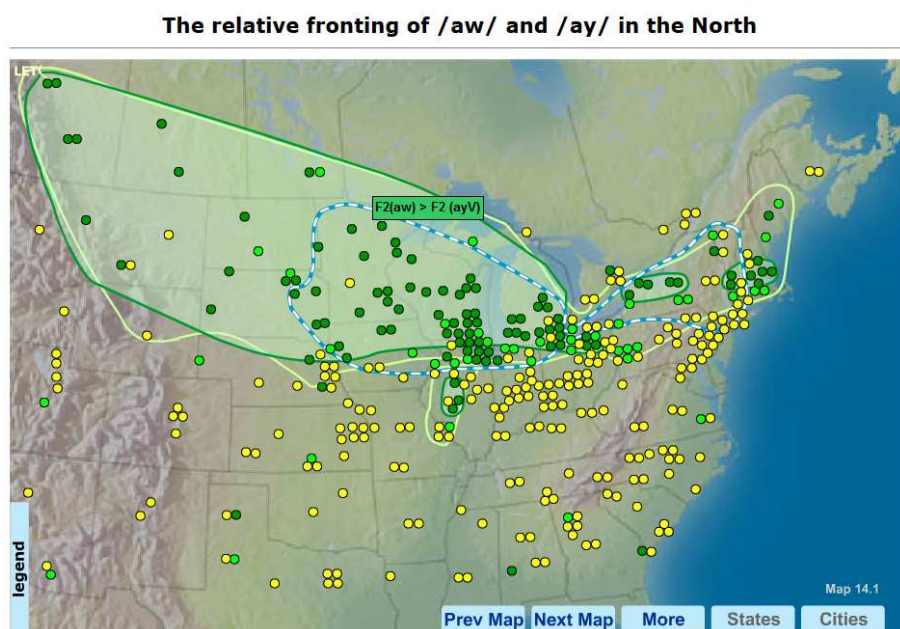 The relative fronting of /aw/ and /ay/ in the North
LET
F2(aw) > F2 (ayV)
legend
Map 14.1
Prev Map Next Map More States Cities